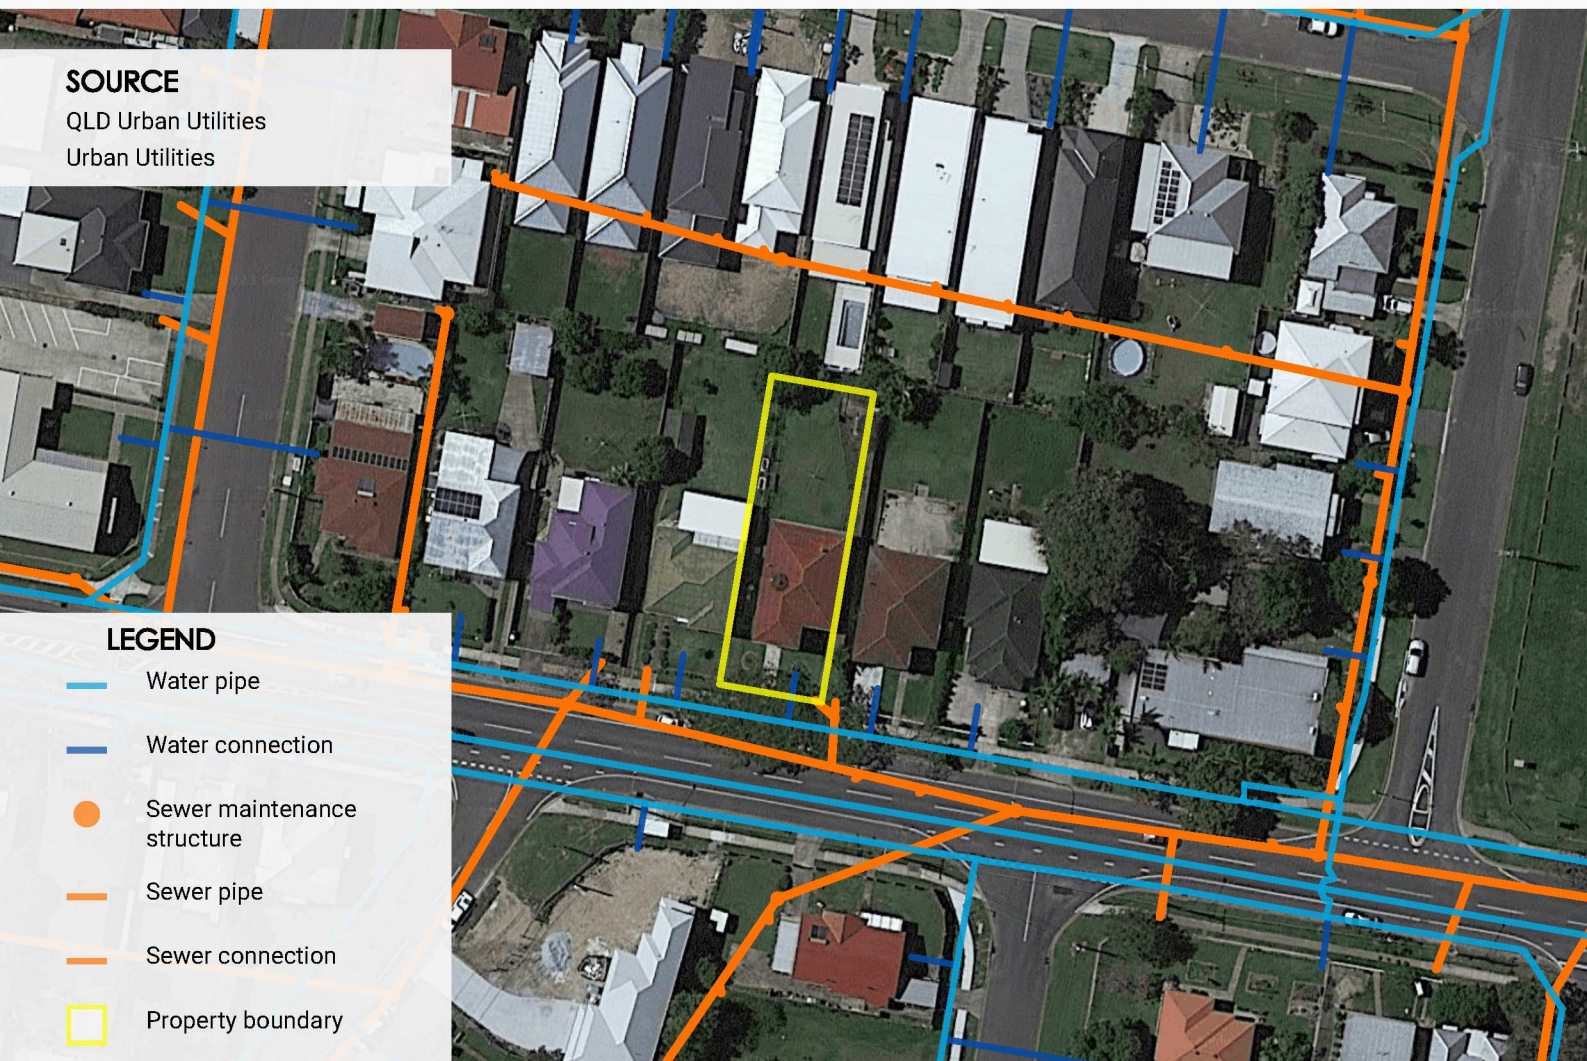 SOURCE
QLD Urban Utilities
Urban Utilities
LEGEND
Water pipe
Water connection
Sewer maintenance
structure
Sewer pipe
Sewer connection
Property boundary